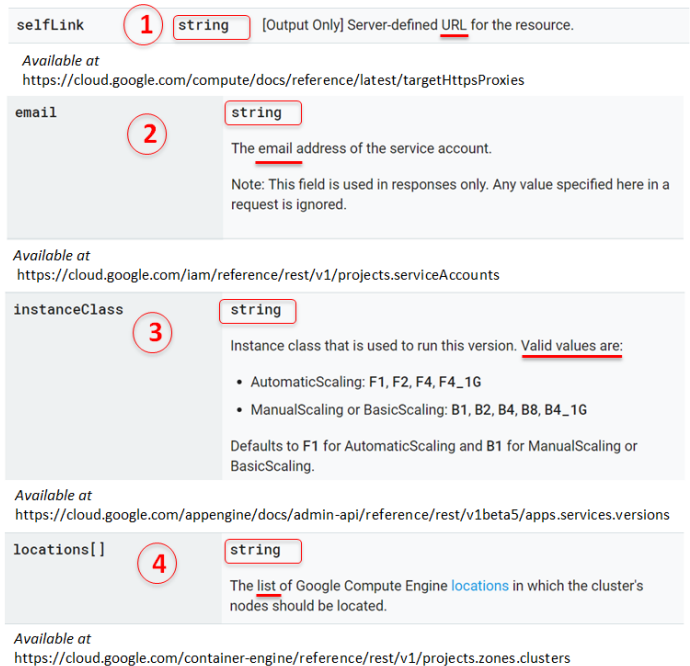 selfLink 1 string [Output Only] Server-defined URL for the resource.
Available at
https://cloud.google.com/compute/docs/reference/latest/targetHttpsProxies
email 2 string
The email address of the service account.
Note: This field is used in responses only. Any value specified here in a
request is ignored.
Available at
https://cloud.google.com/iam/reference/rest/v1/projects.serviceAccounts
instanceClass 3 string
Instance class that is used to run this version. Valid values are:
• AutomaticScaling: F1, F2, F4, F4_1G
• ManualScaling or BasicScaling: B1, B2, B4, B8, B4_1G
Defaults to F1 for AutomaticScaling and B1 for ManualScaling or
BasicScaling.
Available at
https://cloud.google.com/appengine/docs/admin-api/reference/rest/v1beta5/apps.services.versions
locations[] 4 string
The list of Google Compute Engine locations in which the cluster's
nodes should be located.
Available at
https://cloud.google.com/container-engine/reference/rest/v1/projects.zones.clusters